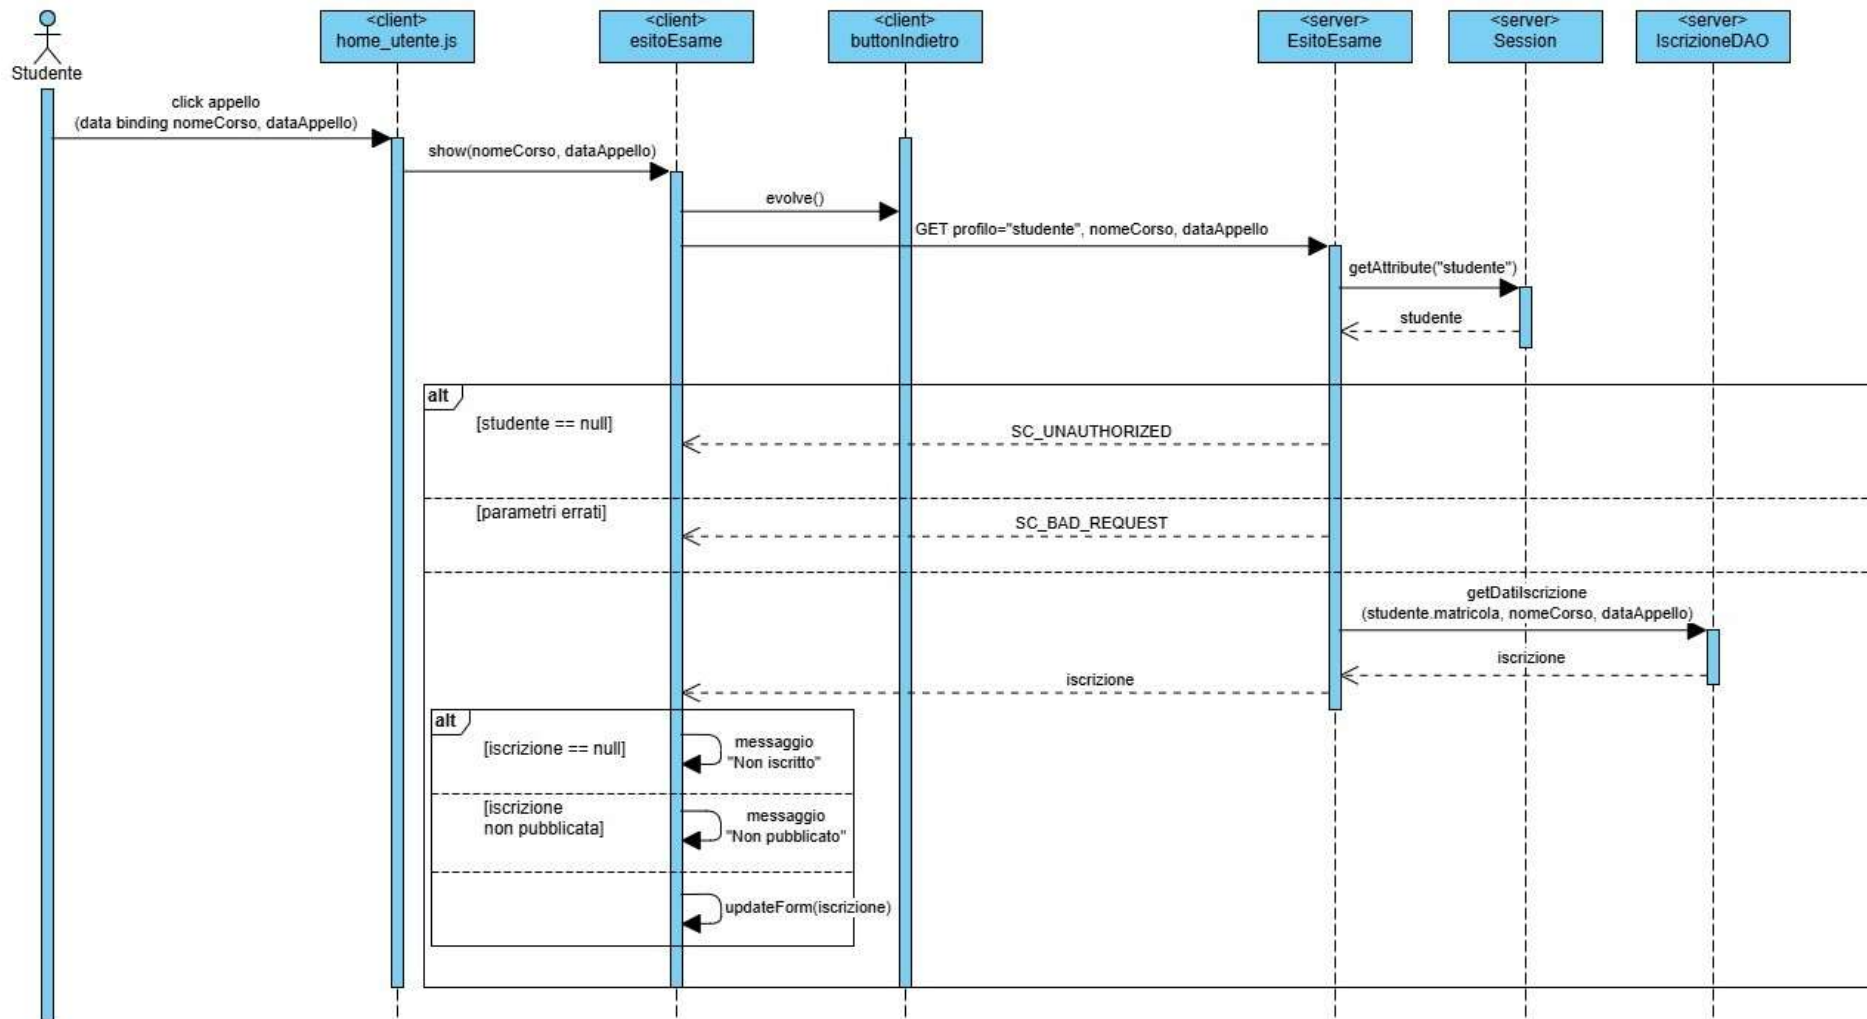 Studente
<client>
home_utente.js
<client>
esitoEsame
<client>
buttonIndietro
<server>
EsitoEsame
<server>
Session
<server>
IscrizioneDAO
click appello
(data binding nomeCorso, dataAppello)
show(nomeCorso, dataAppello)
evolve()
GET profilo="studente", nomeCorso, dataAppello
getAttribute("studente")
studente
alt
[studente == null]
SC_UNAUTHORIZED
[parametri errati]
SC_BAD_REQUEST
getDatiIscrizione
(studente.matricola, nomeCorso, dataAppello)
iscrizione
iscrizione
alt
[iscrizione == null]
messaggio
"Non iscritto"
[iscrizione
non pubblicata]
messaggio
"Non pubblicato"
updateForm(iscrizione)